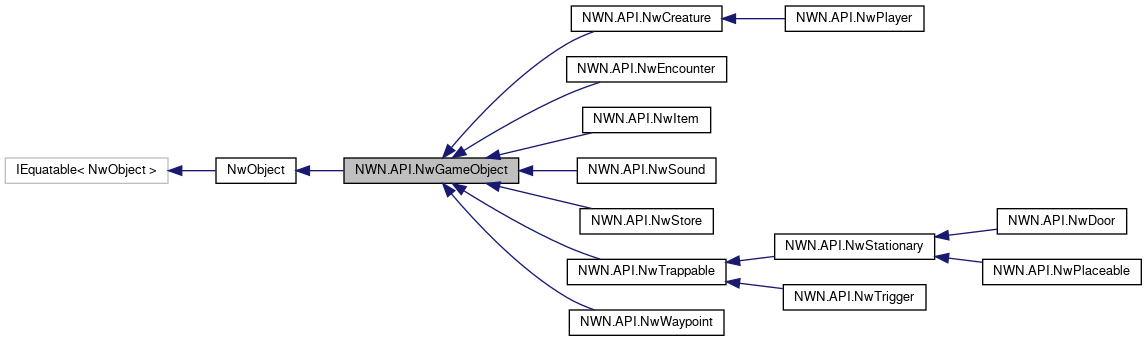 NWN.API.NwCreature
NWN.API.NwPlayer
NWN.API.NwEncounter
NWN.API.NwItem
IEquatable< NwObject >
NwObject
NWN.API.NwGameObject
NWN.API.NwSound
NWN.API.NwStore
NWN.API.NwDoor
NWN.API.NwStationary
NWN.API.NwTrappable
NWN.API.NwPlaceable
NWN.API.NwTrigger
NWN.API.NwWaypoint